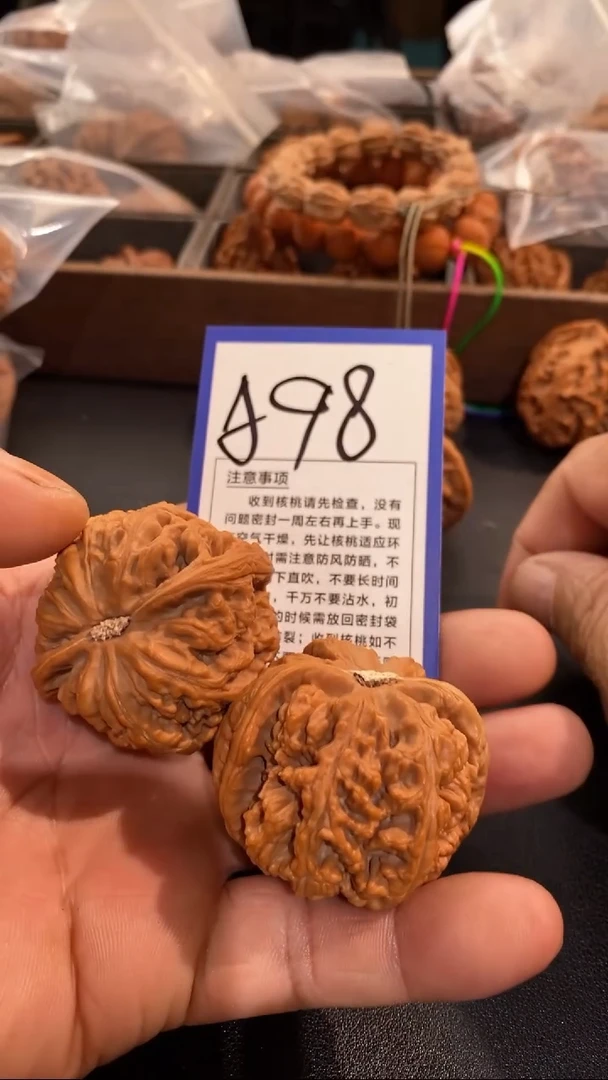 A98
注意事项
收到核桃请先检查，没有
问题密封一周左右再上手。现
空气干燥，先让核桃适应环
时需注意防风防晒，不
下直吹，不要长时间
，千万不要沾水，初
的时候需放回密封袋
裂；收到核桃如不